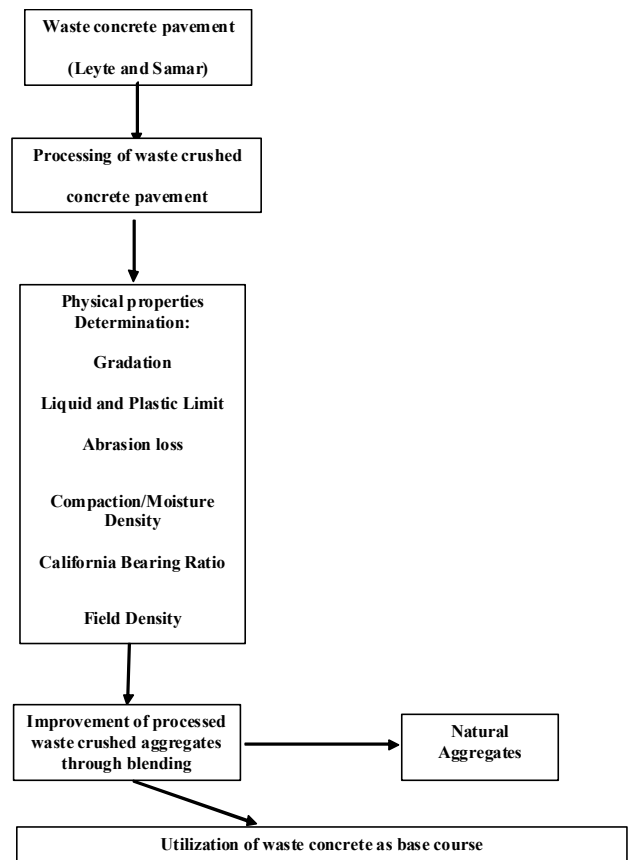 Waste concrete pavement
(Leyte and Samar)
Processing of waste crushed
concrete pavement
Physical properties
Determination:
Gradation
Liquid and Plastic Limit
Abrasion loss
Compaction/Moisture
Density
California Bearing Ratio
Field Density
Improvement of processed
waste crushed aggregates
through blending
Natural
Aggregates
Utilization of waste concrete as base course